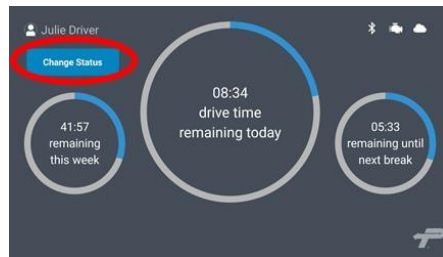 Julie Driver
Change Status
08:34
drive time
remaining today
41:57
remaining
this week
05:33
remaining until
next break